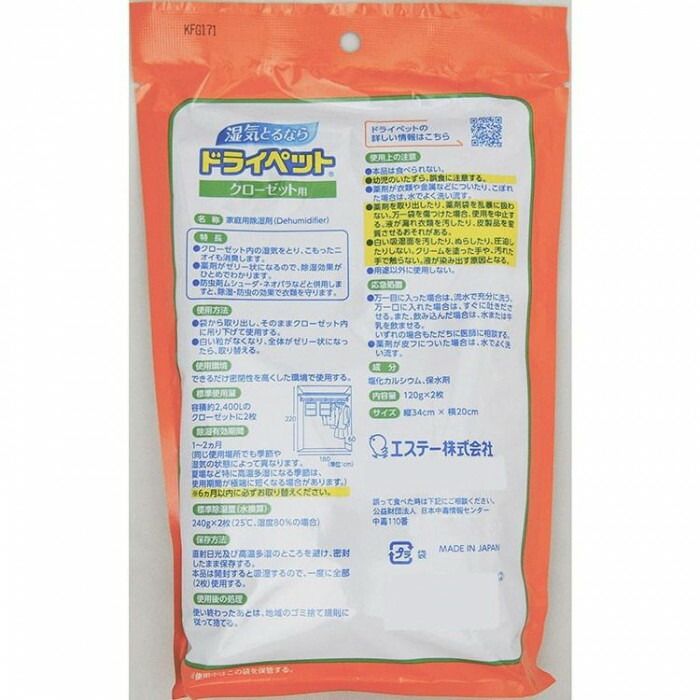 KFG171
湿気とるなら
ドライペット®
クローゼット用
名 称 家庭用除湿剤(Dehumidifier)
特 長
●クローゼット内の湿気をとり、こもったニ
オイも消臭します。
●薬剤がゼリー状になるので、除湿効果が
ひとめでわかります。
●防虫剤ムシューダ・ネオパラなどと併用しま
すと、除湿・防虫の効果で衣類を守ります。
使用方法
●袋から取り出し、そのままクローゼット内
に吊り下げて使用する。
●白い粒がなくなり、全体がゼリー状になっ
たら、取り替える。
使用環境
できるだけ密閉性を高くした環境で使用する。
標準使用量
容積約2,400Lの
クローゼットに2枚
220
60
180
(単位:cm)
除湿有効期間
1〜2ヵ月
(同じ使用場所でも季節や
湿気の状態によって異なります。
夏場など特に高温多湿になる季節は、
使用期間が極端に短くなる場合があります。)
※6ヵ月以内に必ずお取り替えください。
標準除湿量(水換算)
240g×2枚(25℃、湿度80%の場合)
保存方法
直射日光及び高温多湿のところを避け、密封
したまま保存する。
本品は開封すると吸湿するので、一度に全部
(2枚)使用する。
使用後の処理
使い終わったあとは、地域のゴミ捨て規則に
従って捨てる。
使用中はこの袋を保管する。
ドライペットの
詳しい情報はこちら
使用上の注意
●本品は食べられない。
●幼児のいたずら、誤食に注意する。
●薬剤が衣類や金属などについたり、こぼれ
た場合は、水でよく洗い流す。
●薬剤を取り出したり、薬剤袋を乱暴に扱わ
ない。万一袋を傷つけた場合、使用を中止す
る。液が漏れ衣類を汚したり、皮製品を変
質させるおそれがある。
●白い吸湿面を汚したり、ぬらしたり、圧迫し
たりしない。クリームを塗った手や、汚れた
手で触らない。液が染み出す原因となる。
●用途以外に使用しない。
応急処置
●万一目に入った場合は、流水で充分に洗う。
万一口に入れた場合は、すぐに吐きださ
せる。また、飲み込んだ場合は、水または牛
乳を飲ませる。
いずれの場合もただちに医師に相談する。
●薬剤が皮フについた場合は、水でよく洗
い流す。
成 分
塩化カルシウム、保水剤
内容量 120g×2枚
サイズ 縦34cm × 横20cm
エステー株式会社
誤って食べた時は下記にご相談ください。
公益財団法人 日本中毒情報センター
中毒110番
プラ 袋 MADE IN JAPAN